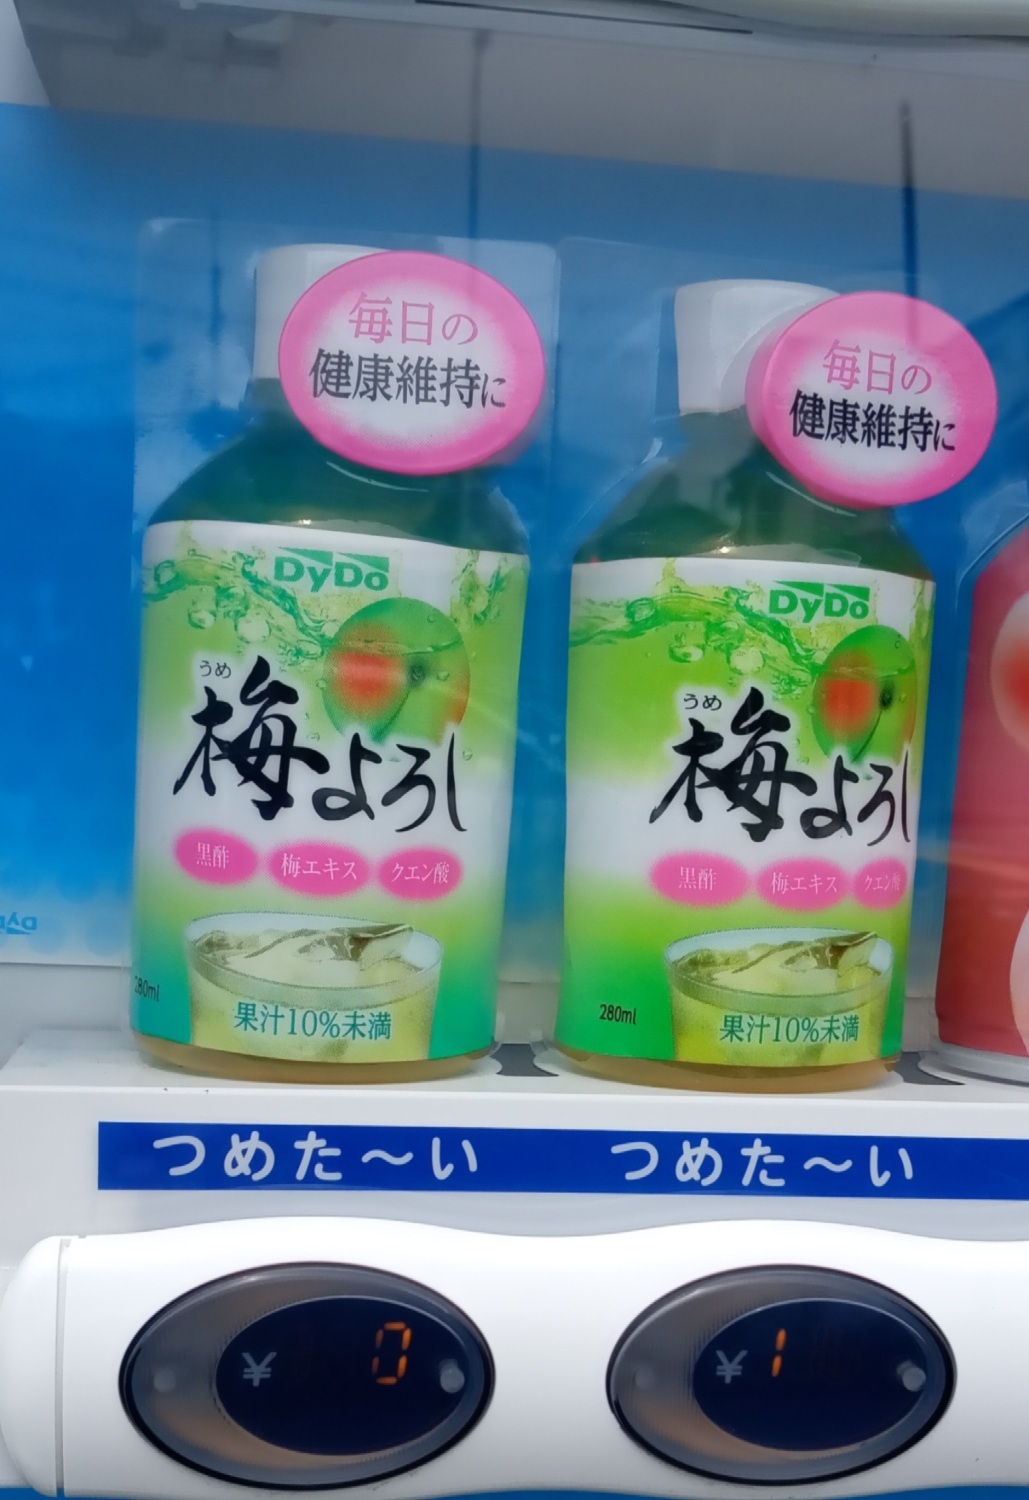 毎日の
健康維持に
DyDo
うめ
梅よろし
黒酢 梅エキス クエン酸
280ml
果汁10%未満
毎日の
健康維持に
DyDo
うめ
梅よろし
黒酢 梅エキス クエン酸
280ml
果汁10%未満
つめた〜い つめた〜い
¥ 0
¥ 1